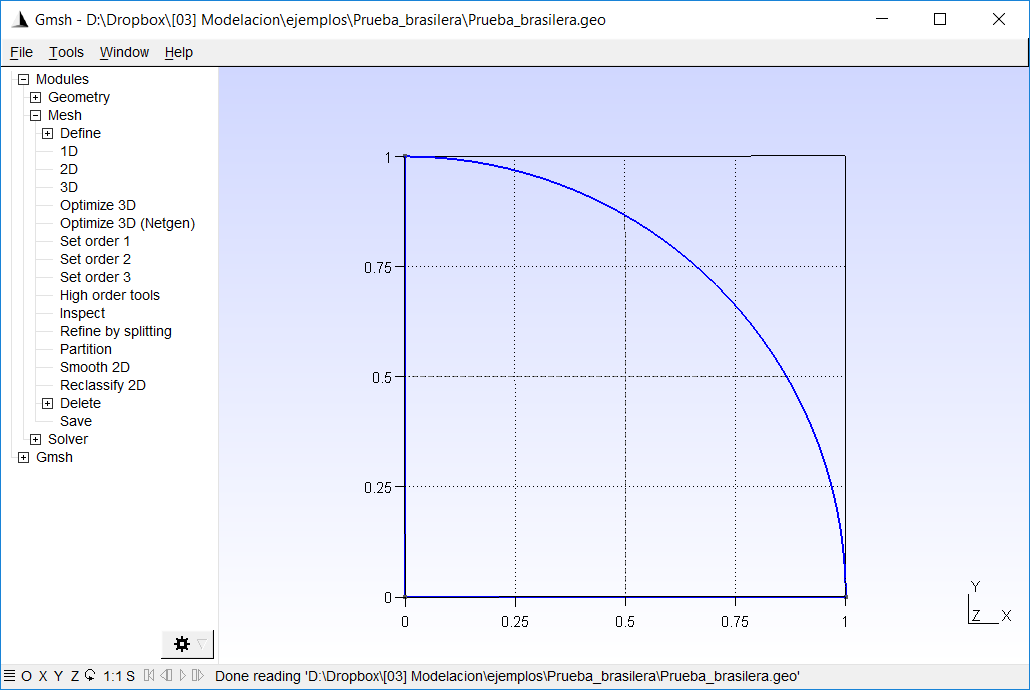 Gmsh - D:\Dropbox\[03] Modelacion\ejemplos\Prueba_brasilera\Prueba_brasilera.geo
File Tools Window Help
Modules
Geometry
Mesh
Define
1D
2D
3D
Optimize 3D
Optimize 3D (Netgen)
Set order 1
Set order 2
Set order 3
High order tools
Inspect
Refine by splitting
Partition
Smooth 2D
Reclassify 2D
Delete
Save
Solver
Gmsh
1
0.75
0.5
0.25
0
0 0.25 0.5 0.75 1
Y
Z X
O X Y Z 1:1 S Done reading 'D:\Dropbox\[03] Modelacion\ejemplos\Prueba_brasilera\Prueba_brasilera.geo'